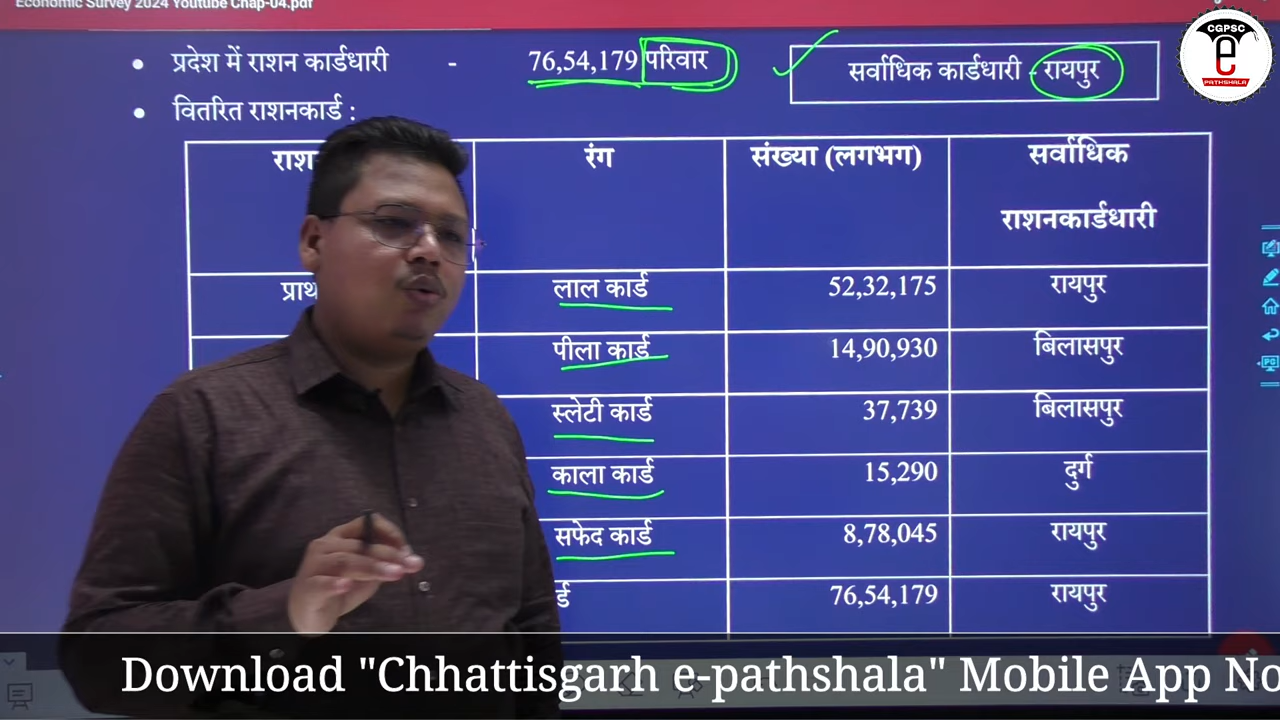 Economic Survey 2024 Youtube Chap-04.pdf
CGPSC
e
PATHSHALA
प्रदेश में राशन कार्डधारी - 76,54,179 परिवार
सर्वाधिक कार्डधारी - रायपुर
वितरित राशनकार्ड :
रंग संख्या (लगभग) सर्वाधिक राशनकार्डधारी
लाल कार्ड 52,32,175 रायपुर
पीला कार्ड 14,90,930 बिलासपुर
स्लेटी कार्ड 37,739 बिलासपुर
काला कार्ड 15,290 दुर्ग
सफेद कार्ड 8,78,045 रायपुर
76,54,179 रायपुर
Download "Chhattisgarh e-pathshala" Mobile App No